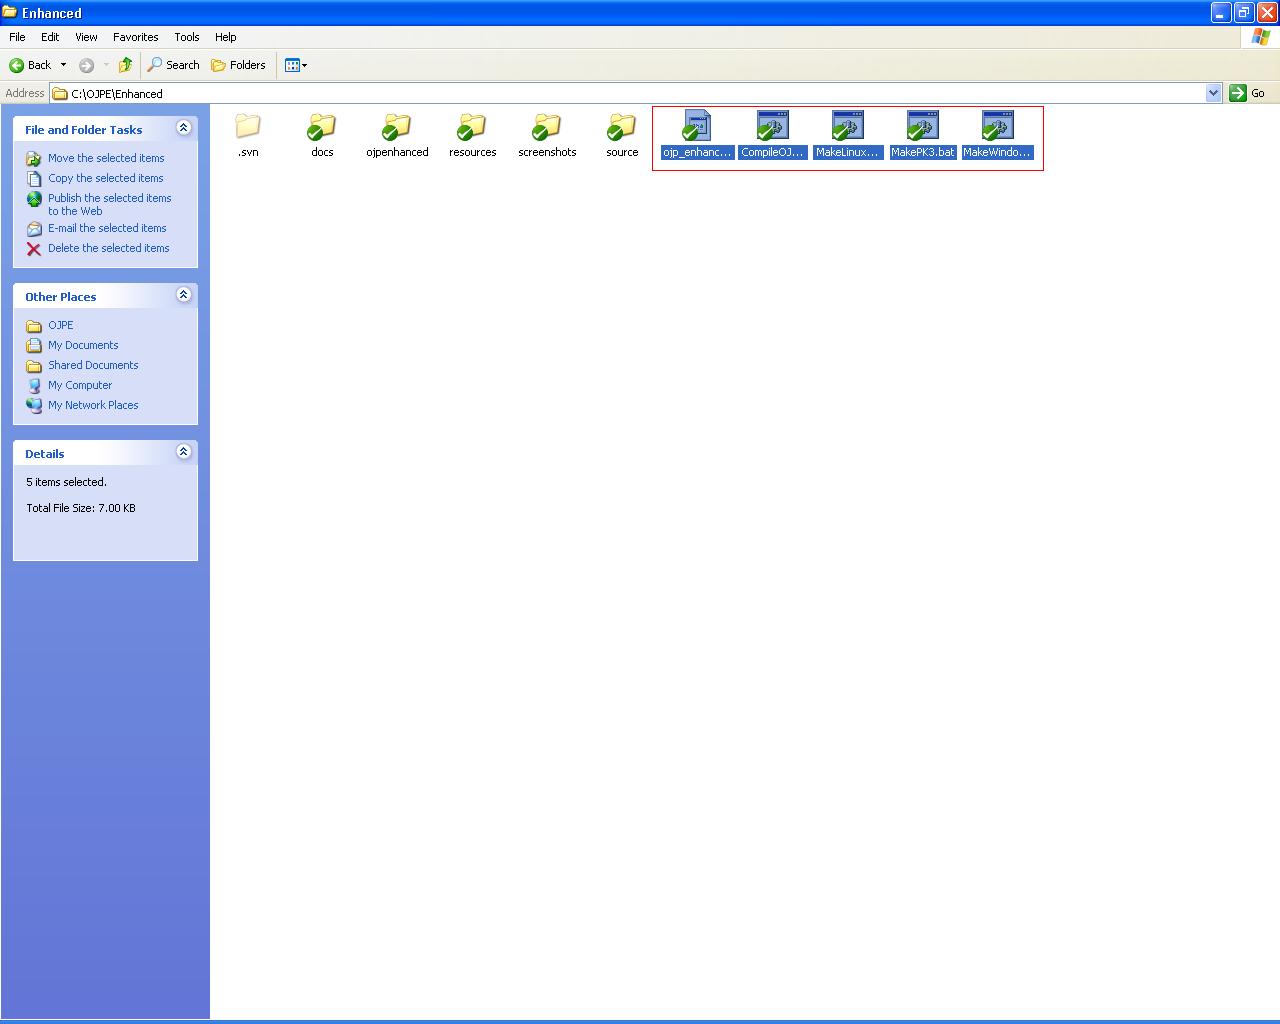 Enhanced
File Edit View Favorites Tools Help
Back Search Folders
Address C:\OJPE\Enhanced Go
File and Folder Tasks
Move the selected items
Copy the selected items
Publish the selected items
to the Web
E-mail the selected items
Delete the selected items
Other Places
OJPE
My Documents
Shared Documents
My Computer
My Network Places
Details
5 items selected.
Total File Size: 7.00 KB
.svn docs ojpenhanced resources screenshots source ojp_enhanc... CompileOJ... MakeLinux... MakePK3.bat MakeWindo...